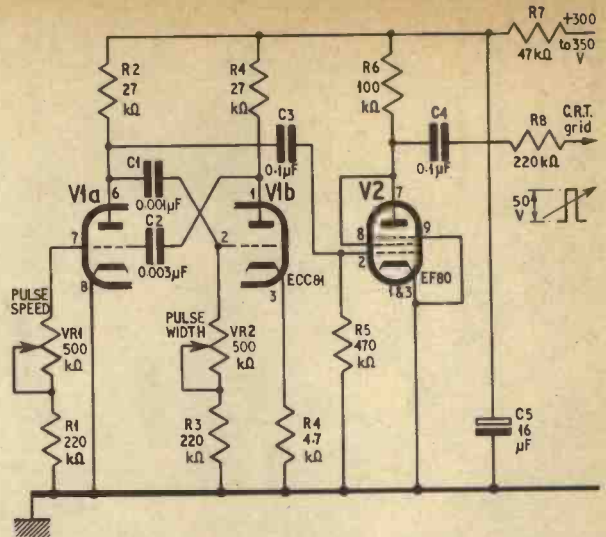 R7
+300
to 350
V
47kΩ
R2
27
kΩ
R4
27
kΩ
R6
100
kΩ
C3
0·1µF
C4
0·1µF
R8
220kΩ
C.R.T.
grid
50
V
C1
0·001µF
C2
0·003µF
V1a
6
7
8
V1b
1
2
3
ECC81
V2
7
8
9
2
1&3
EF80
PULSE
SPEED
VR1
500
kΩ
PULSE
WIDTH
VR2
500
kΩ
R5
470
kΩ
R1
220
kΩ
R3
220
kΩ
R4
4.7
kΩ
C5
16
µF